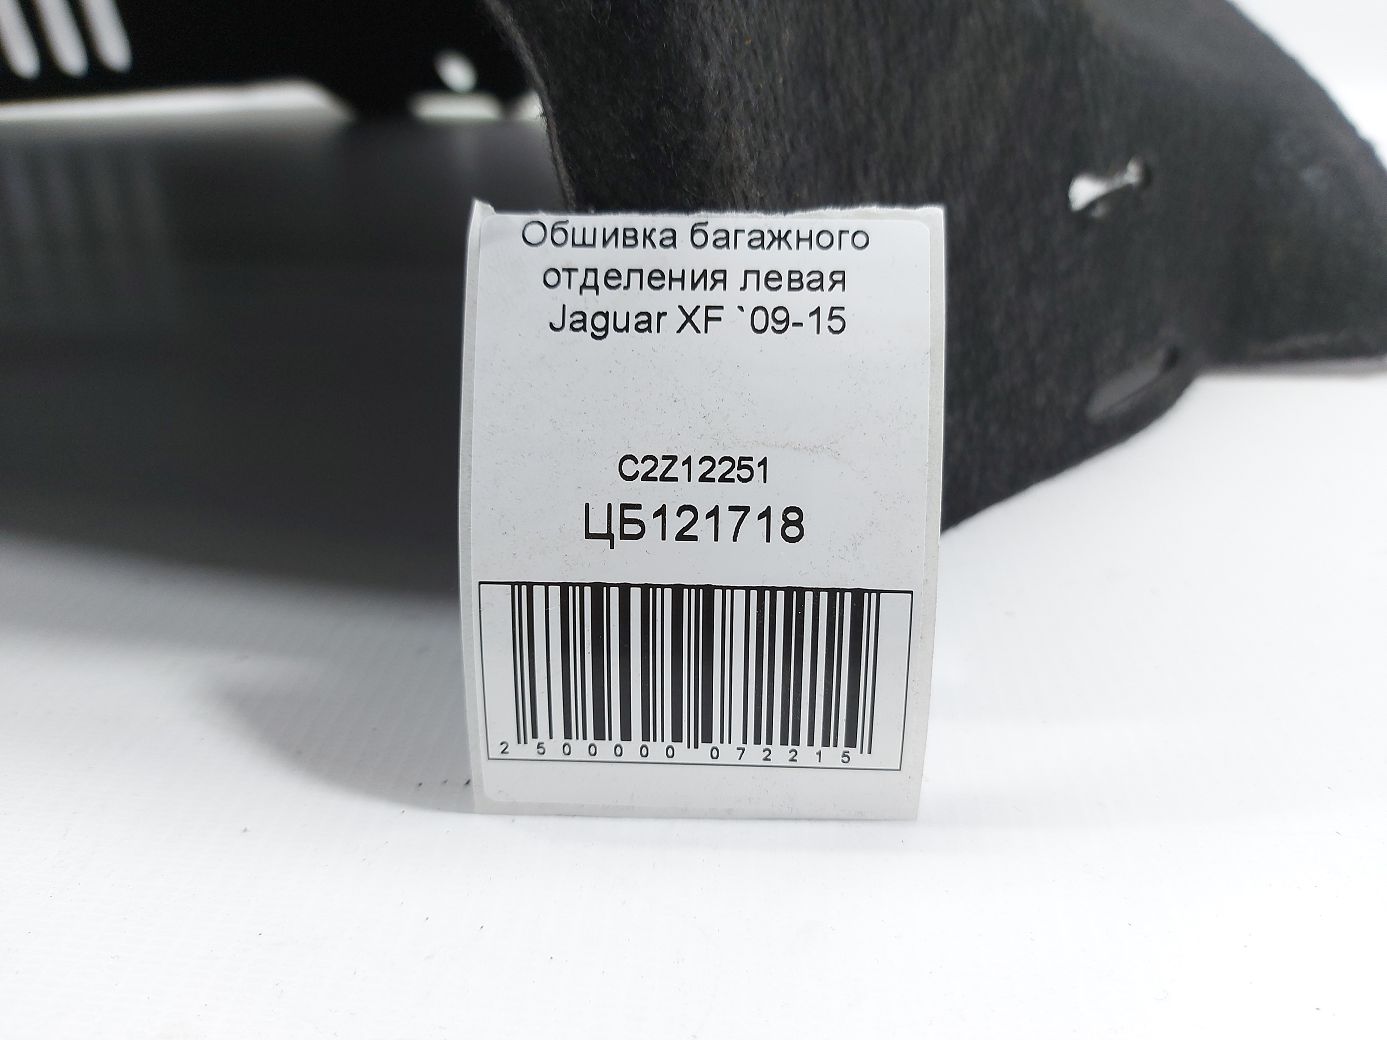 Обшивка багажного
отделения левая
Jaguar XF `09-15
C2Z12251
ЦБ121718
2 500000 072215